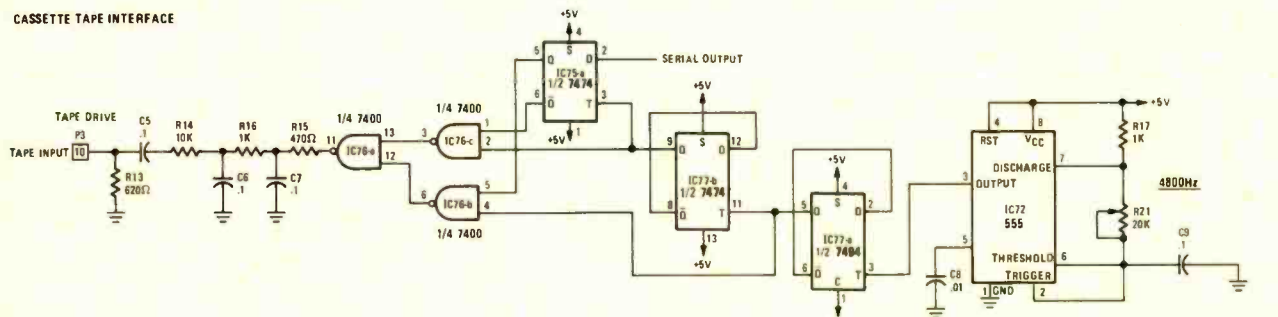 CASSETTE TAPE INTERFACE
TAPE DRIVE
P3
TAPE INPUT 10
R13
620Ω
C5
.1
R14
10K
C6
.1
R16
1K
C7
.1
R15
470Ω
1/4 7400
11
IC76-a
13
12
1/4 7400
3
IC76-c
1
2
6
IC76-b
5
4
1/4 7400
+5V
4
5
Q
S
D
2
SERIAL OUTPUT
IC75-a
1/2 7474
6
Q
T
3
1
+5V
+5V
9
Q
S
D
12
IC77-b
1/2 7474
8
Q
T
11
13
+5V
+5V
4
5
Q
S
D
2
IC77-a
1/2 7494
6
Q
T
3
C
1
+5V
4
8
RST
VCC
R17
1K
DISCHARGE
7
3
OUTPUT
4800Hz
IC72
555
R21
20K
5
C8
.01
THRESHOLD
6
TRIGGER
1
GND
2
C9
.1